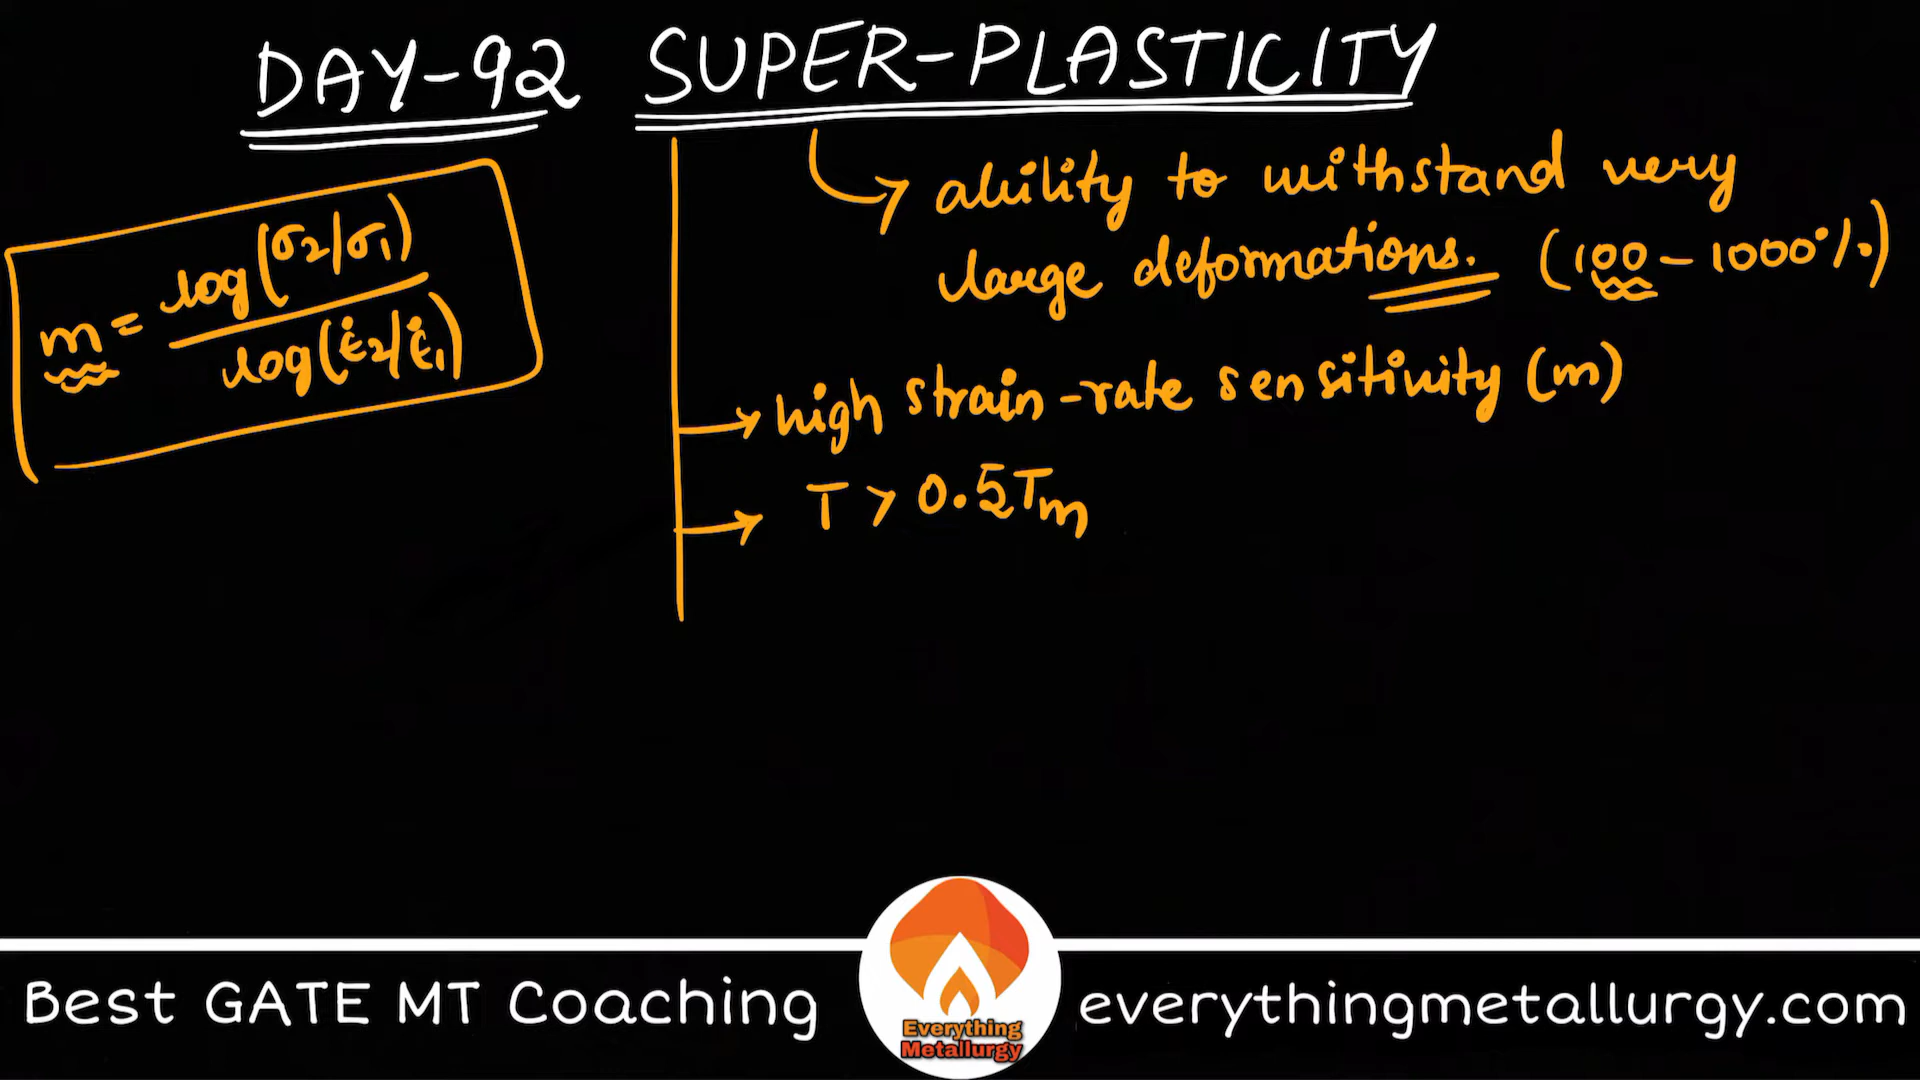 DAY-92 SUPER-PLASTICITY
ability to withstand very
large deformations. (100-1000%)
m = log(σ2/σ1)
log(ε̇2/ε̇1)
high strain-rate sensitivity (m)
T > 0.5Tm
Best GATE MT Coaching
Everything
Metallurgy
everythingmetallurgy.com